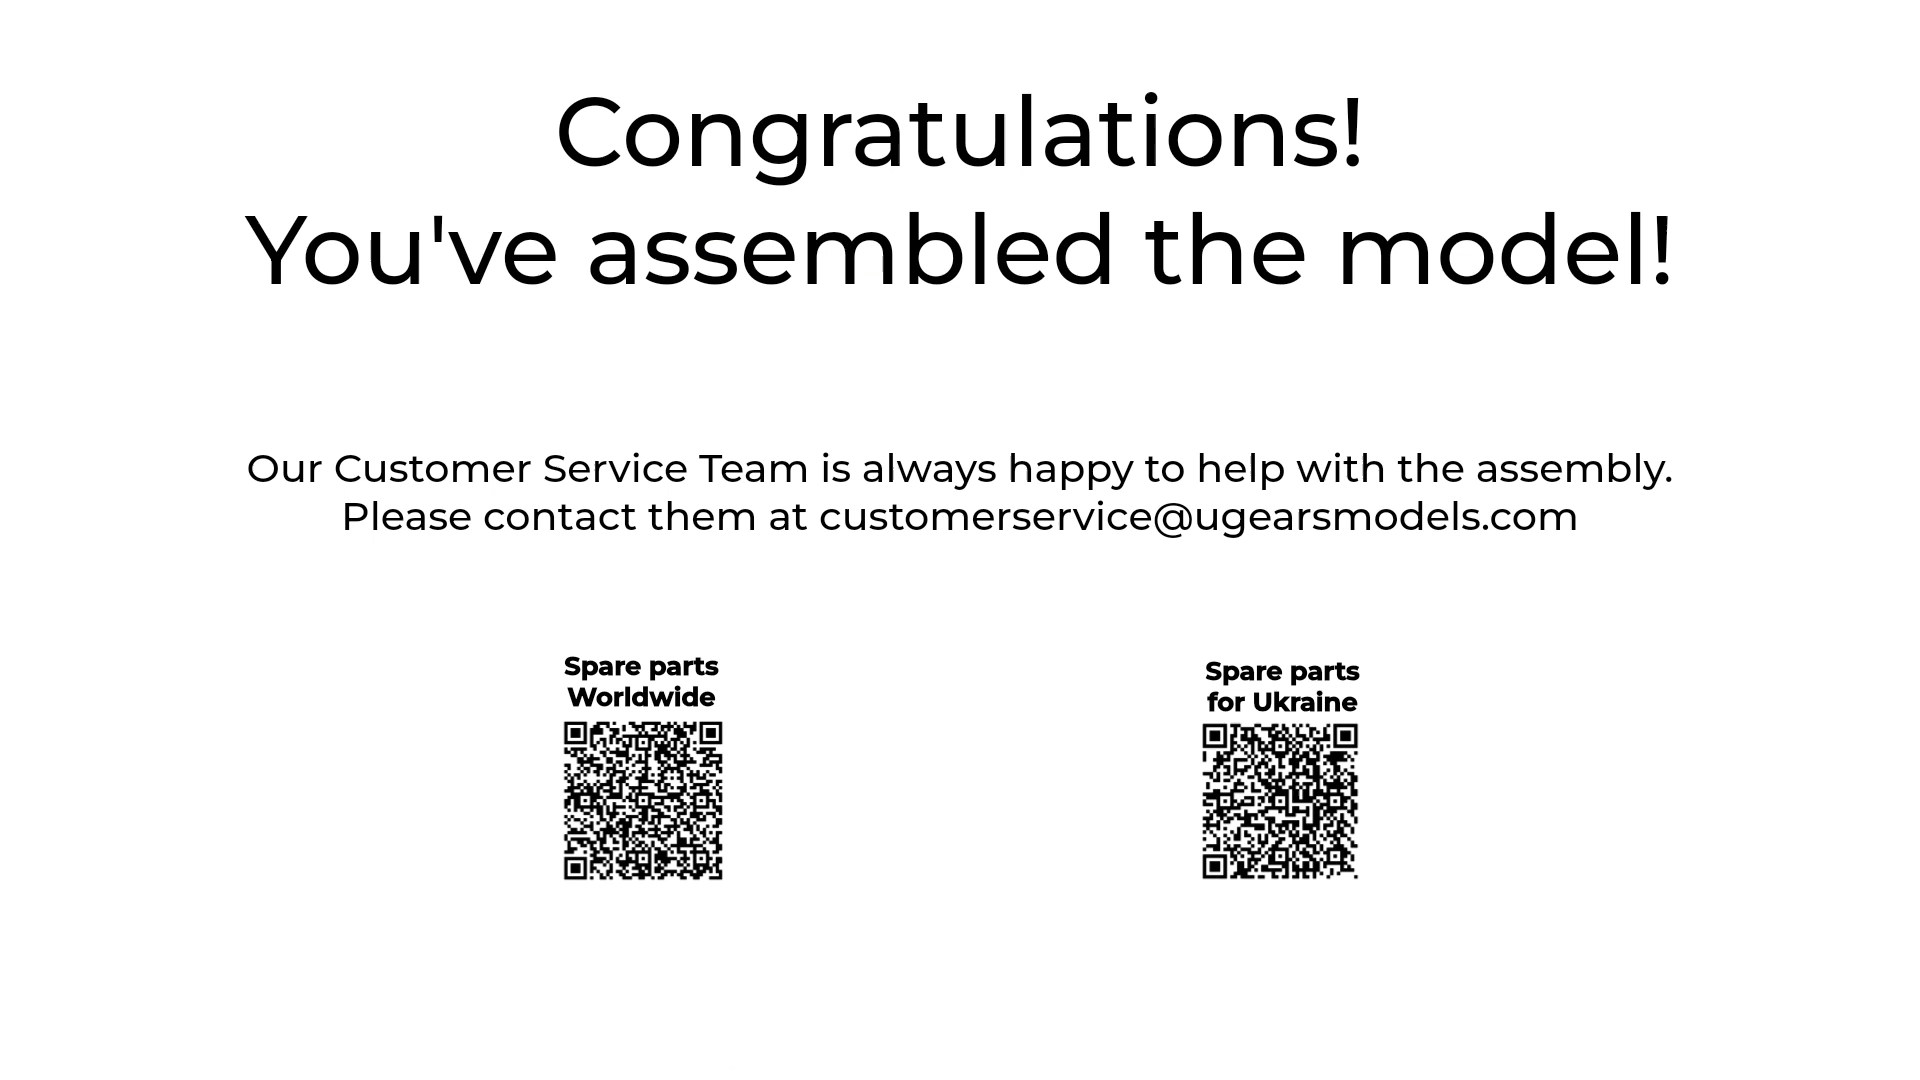 Congratulations!
You've assembled the model!
Our Customer Service Team is always happy to help with the assembly.
Please contact them at customerservice@ugearsmodels.com
Spare parts
Worldwide
Spare parts
for Ukraine